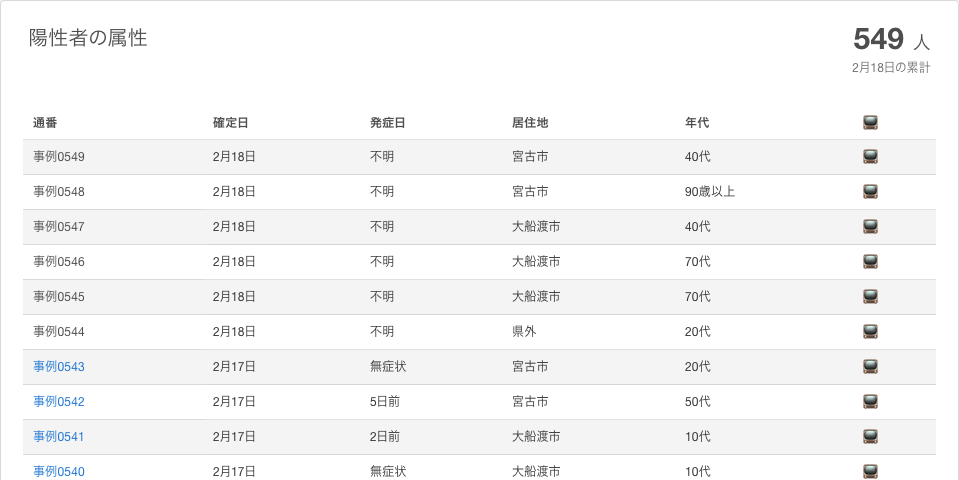 陽性者の属性
549 人
2月18日の累計
通番 確定日 発症日 居住地 年代
事例0549 2月18日 不明 宮古市 40代
事例0548 2月18日 不明 宮古市 90歳以上
事例0547 2月18日 不明 大船渡市 40代
事例0546 2月18日 不明 大船渡市 70代
事例0545 2月18日 不明 大船渡市 70代
事例0544 2月18日 不明 県外 20代
事例0543 2月17日 無症状 宮古市 20代
事例0542 2月17日 5日前 宮古市 50代
事例0541 2月17日 2日前 大船渡市 10代
事例0540 2月17日 無症状 大船渡市 10代